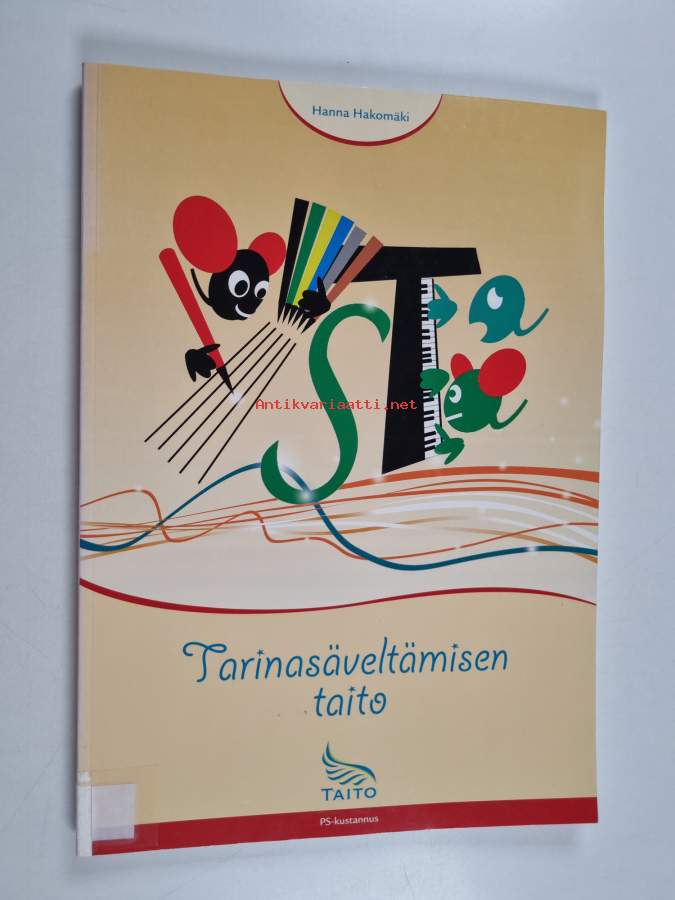 Hanna Hakomäki
ST
Antikvariaatti.net
Tarinasäveltämisen
taito
TAITO
PS-kustannus